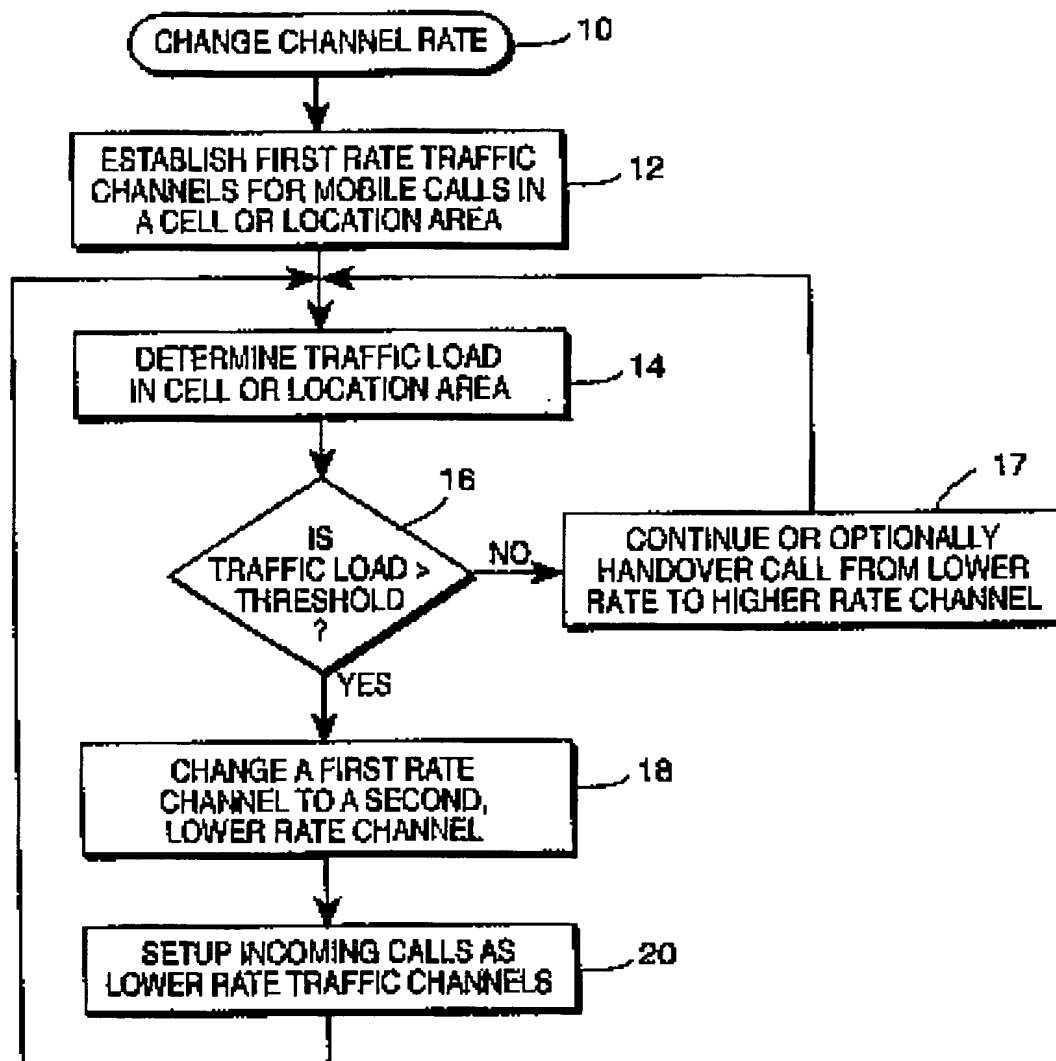 CHANGE CHANNEL RATE
10
ESTABLISH FIRST RATE TRAFFIC
CHANNELS FOR MOBILE CALLS IN
A CELL OR LOCATION AREA
12
DETERMINE TRAFFIC LOAD
IN CELL OR LOCATION AREA
14
16
IS
TRAFFIC LOAD >
THRESHOLD
?
NO
17
CONTINUE OR OPTIONALLY
HANDOVER CALL FROM LOWER
RATE TO HIGHER RATE CHANNEL
YES
CHANGE A FIRST RATE
CHANNEL TO A SECOND,
LOWER RATE CHANNEL
18
SETUP INCOMING CALLS AS
LOWER RATE TRAFFIC CHANNELS
20